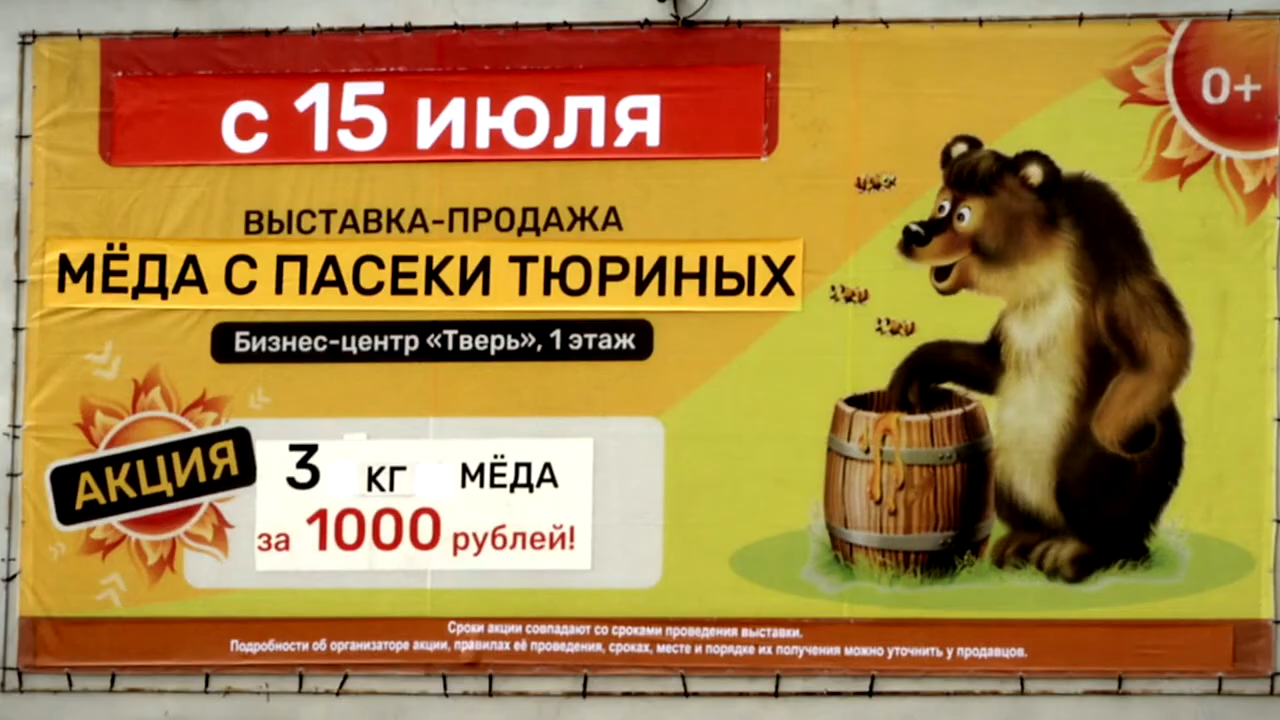 с 15 июля
0+
ВЫСТАВКА-ПРОДАЖА
МЁДА С ПАСЕКИ ТЮРИНЫХ
Бизнес-центр «Тверь», 1 этаж
АКЦИЯ
3 кг МЁДА
за 1000 рублей!
Сроки акции совпадают со сроками проведения выставки.
Подробности об организаторе акции, правилах её проведения, сроках, месте и порядке их получения можно уточнить у продавцов.